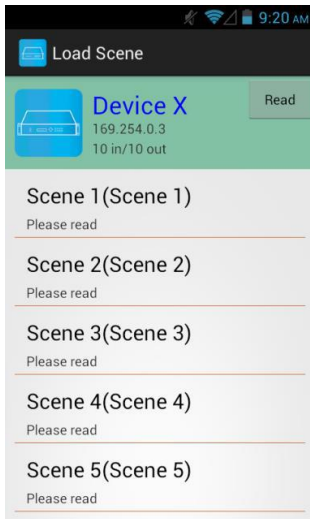 9:20 AM
Load Scene
Device X
Read
169.254.0.3
10 in/10 out
Scene 1(Scene 1)
Please read
Scene 2(Scene 2)
Please read
Scene 3(Scene 3)
Please read
Scene 4(Scene 4)
Please read
Scene 5(Scene 5)
Please read